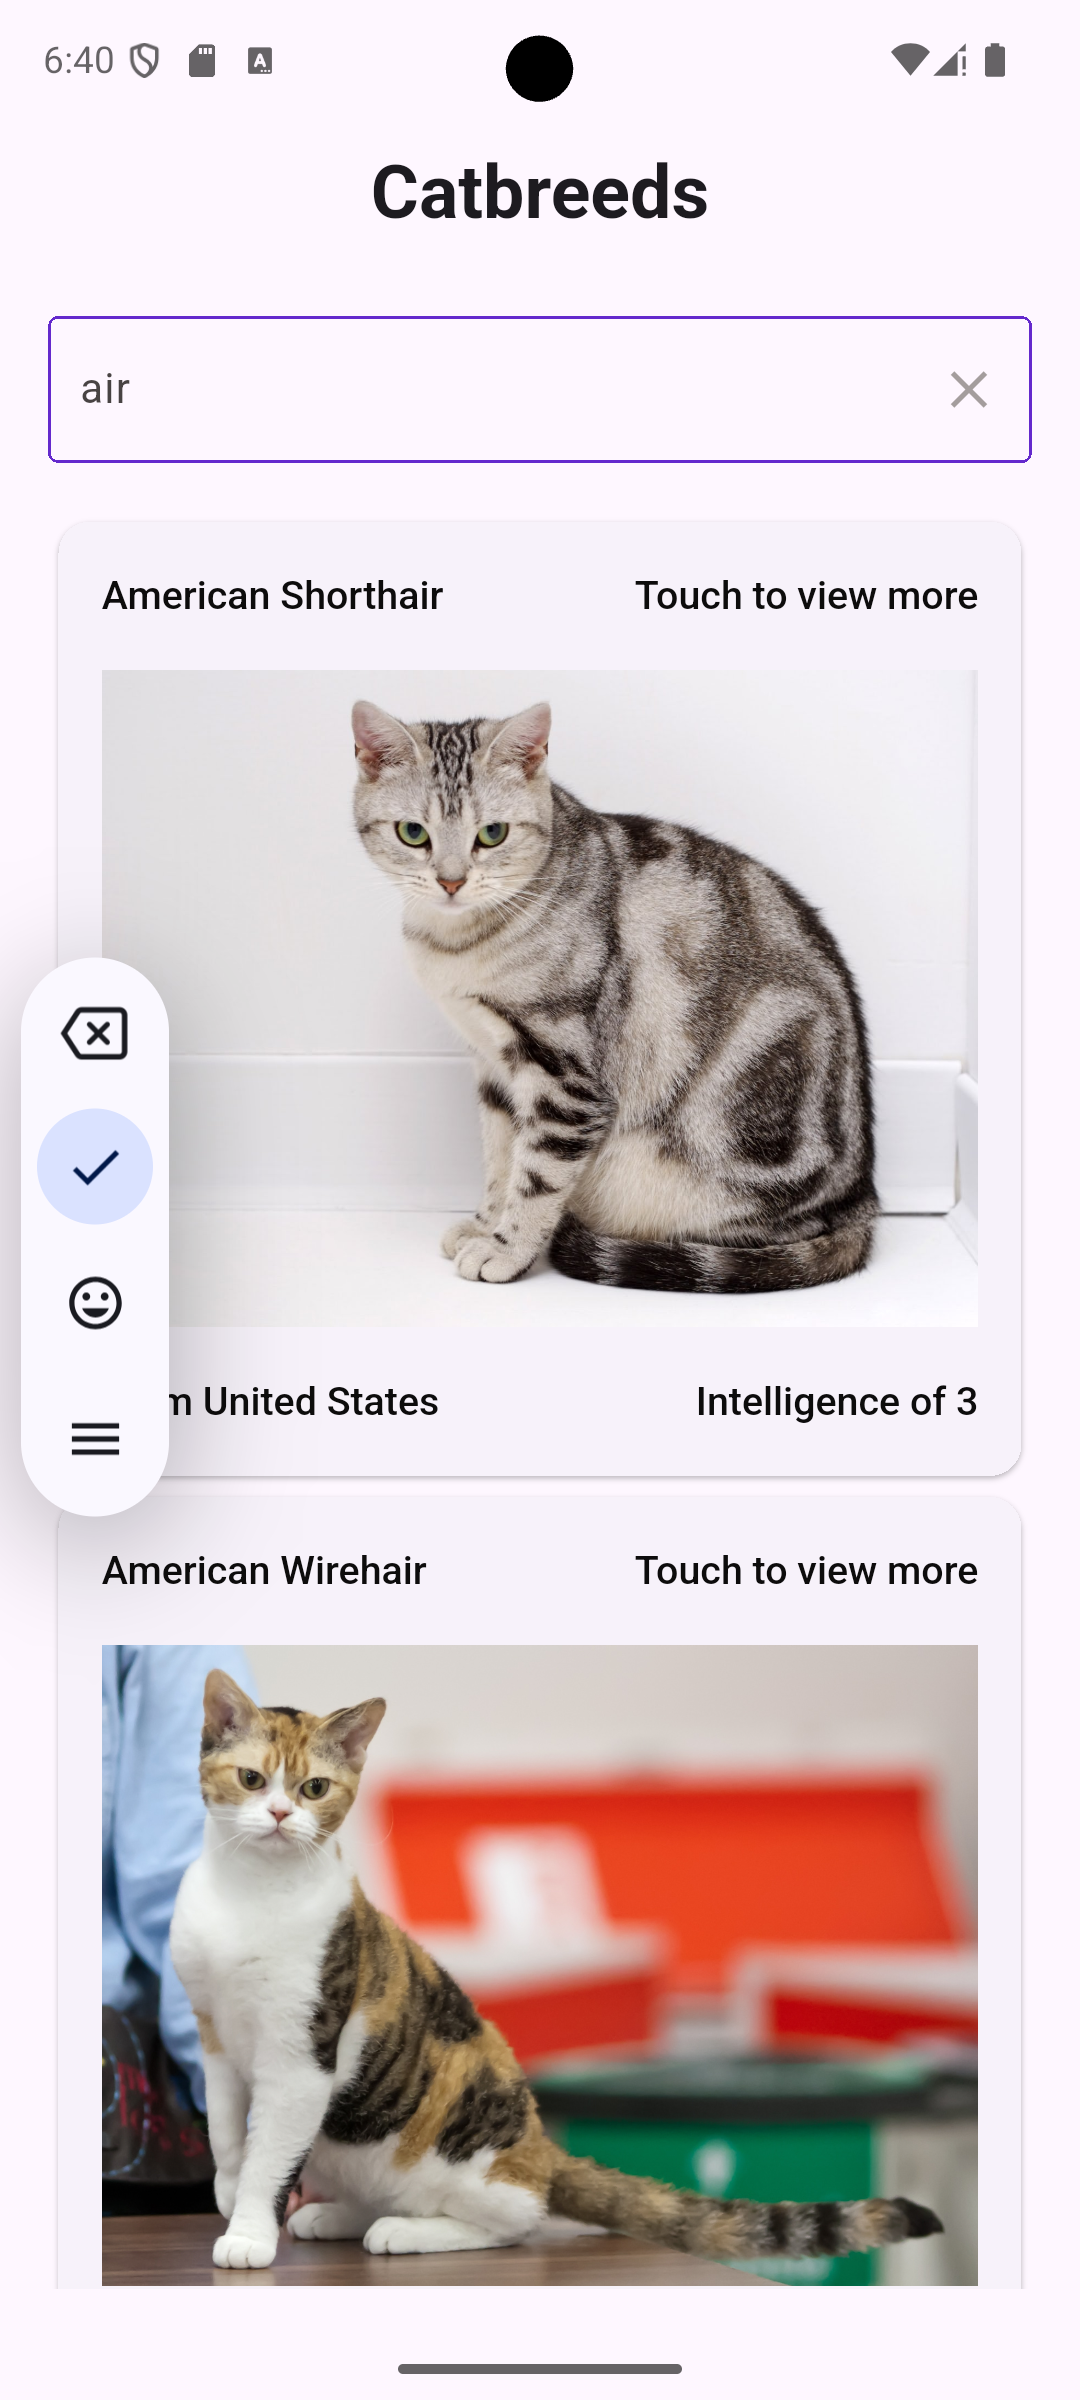 6:40
Catbreeds
air
American Shorthair Touch to view more
m United States Intelligence of 3
American Wirehair Touch to view more